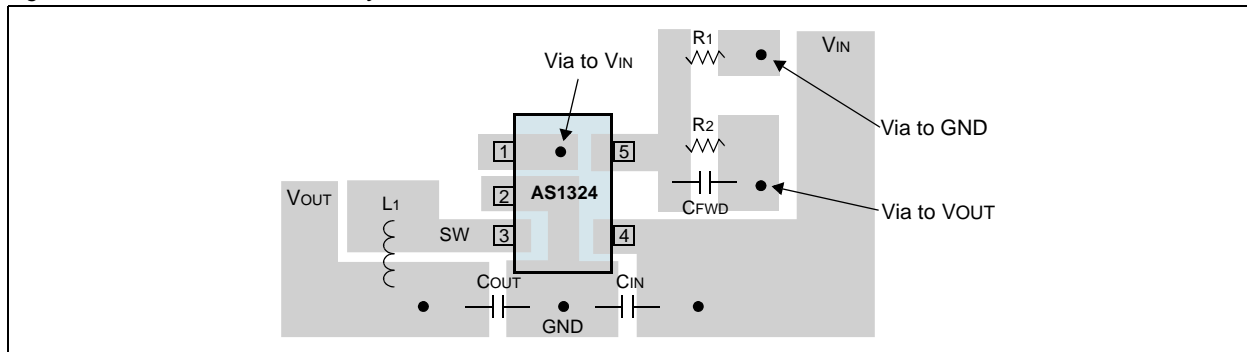 R1
VIN
Via to VIN
Via to GND
R2
1
5
2
AS1324
VOUT
L1
CFWD
Via to VOUT
SW
3
4
COUT
CIN
GND